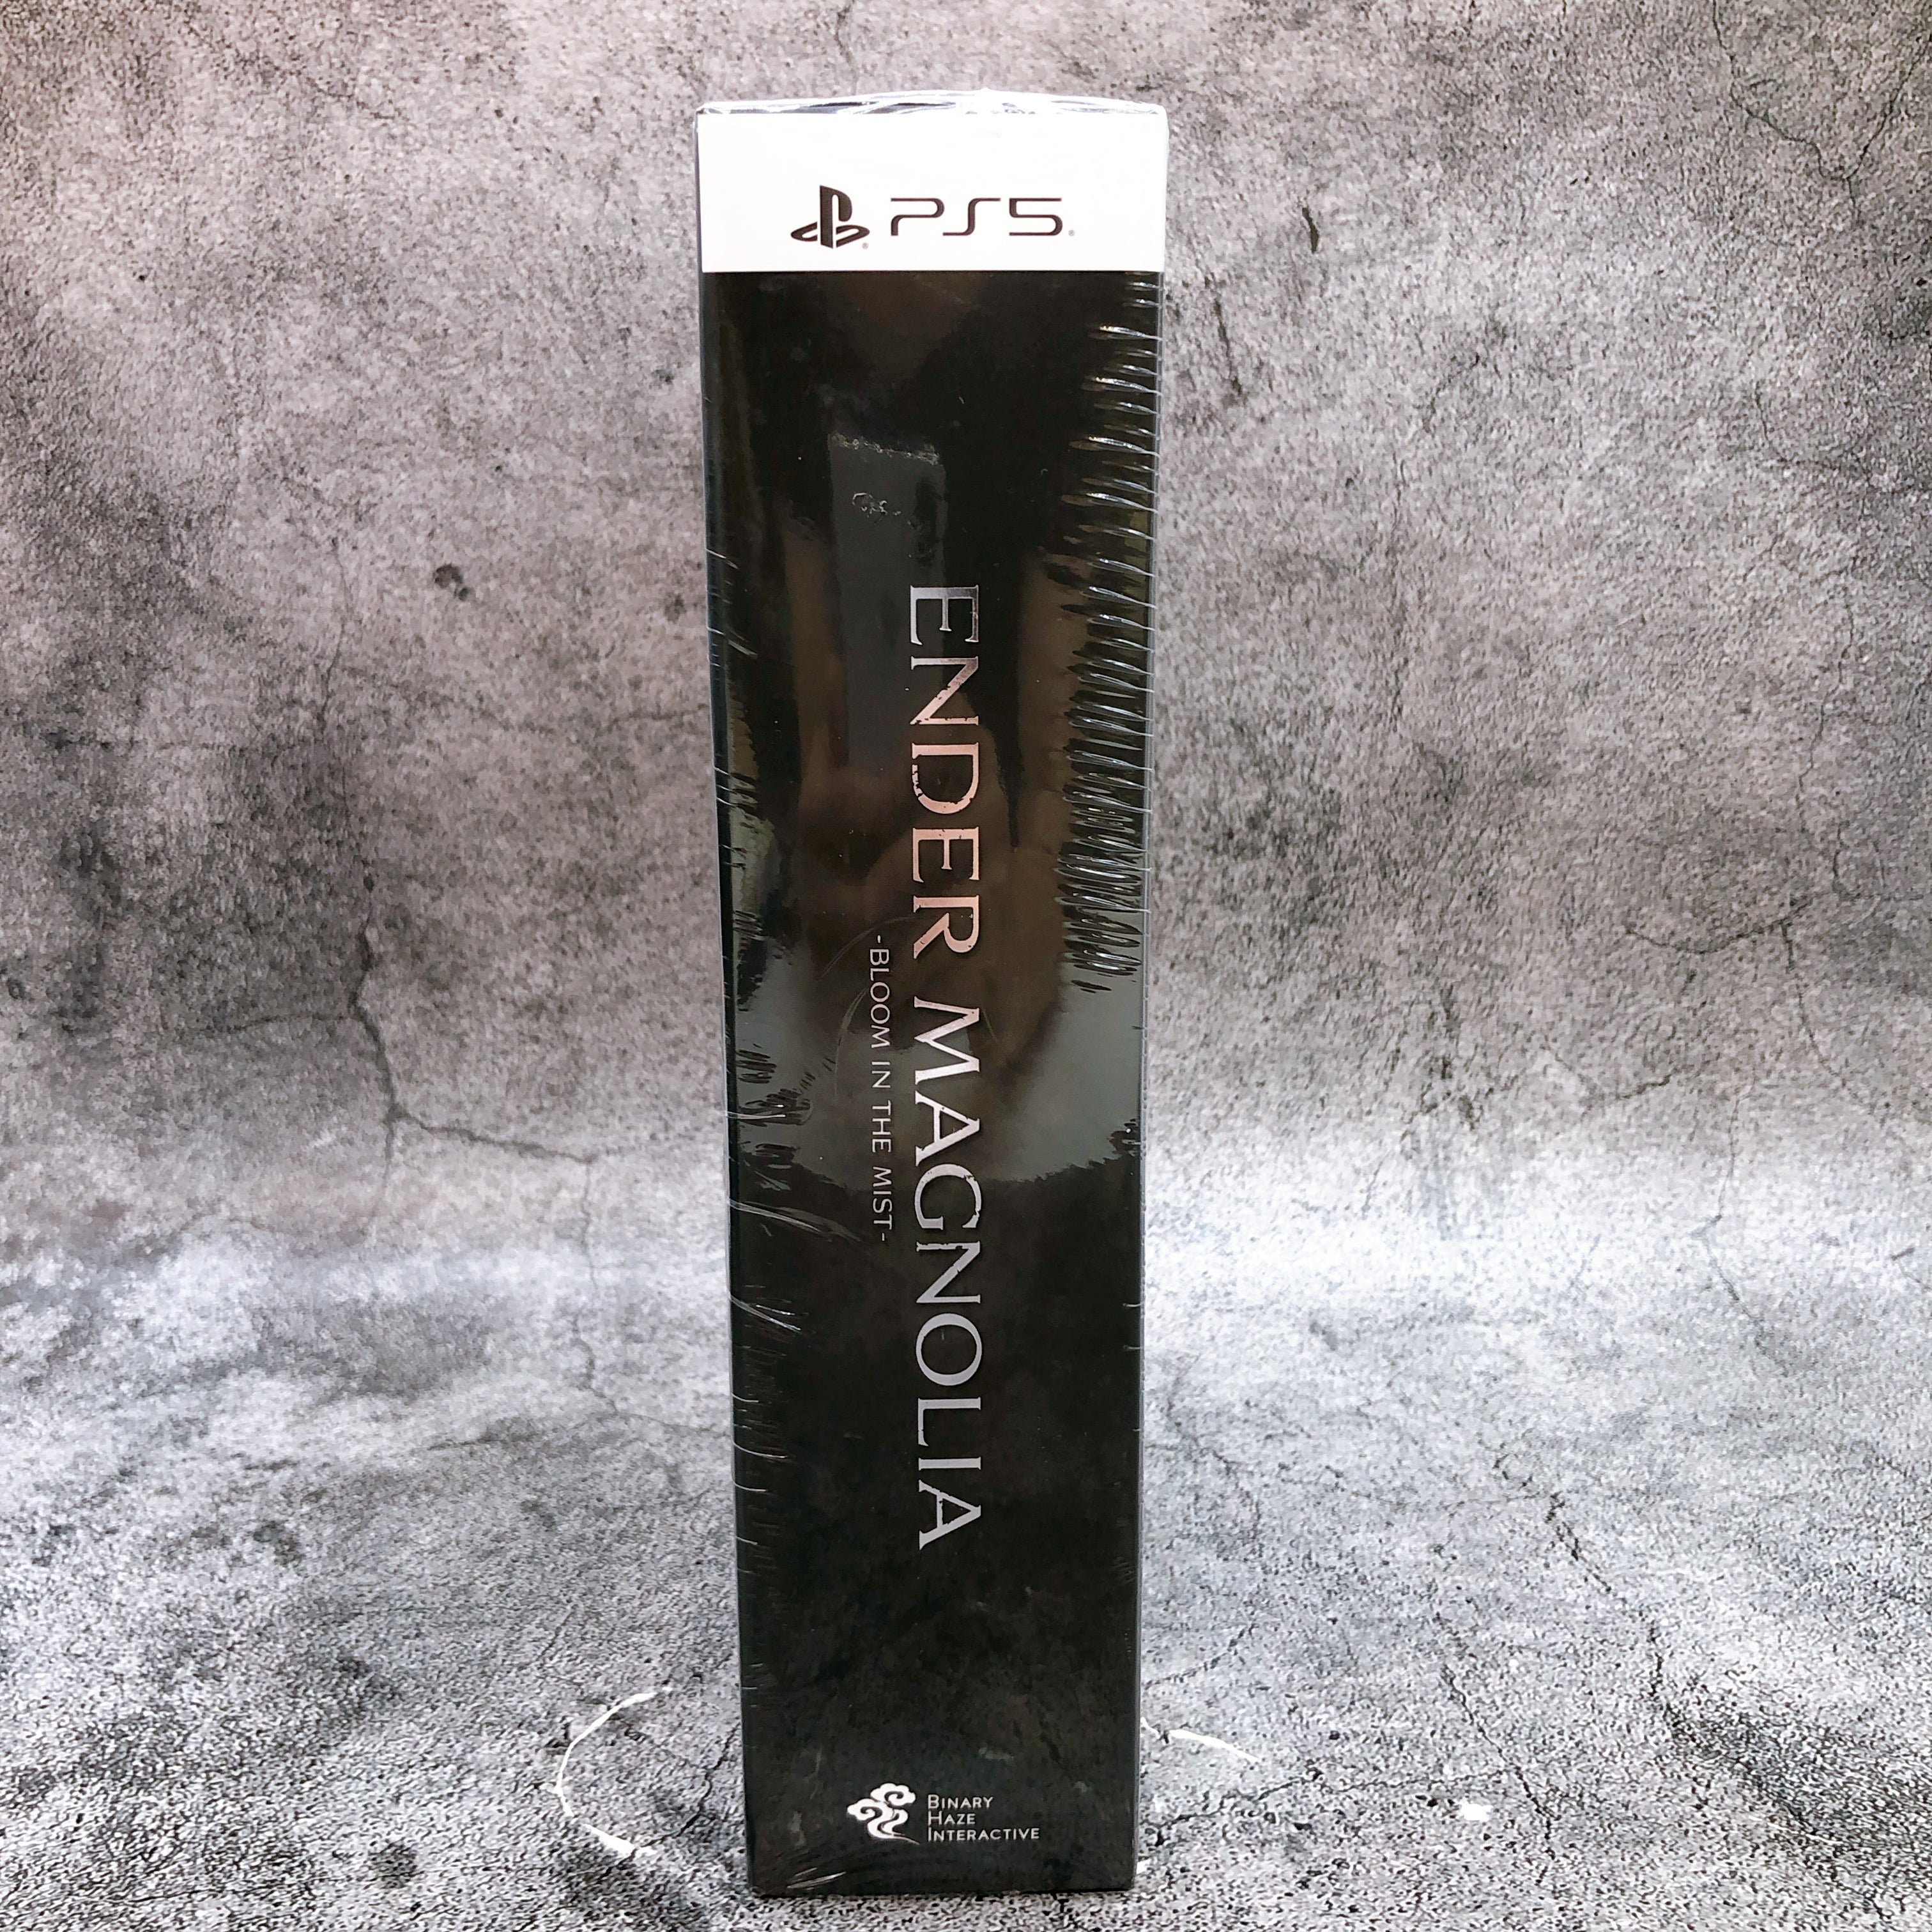 PS5
ENDER MAGNOLIA
-BLOOM IN THE MIST-
BINARY
HAZE
INTERACTIVE